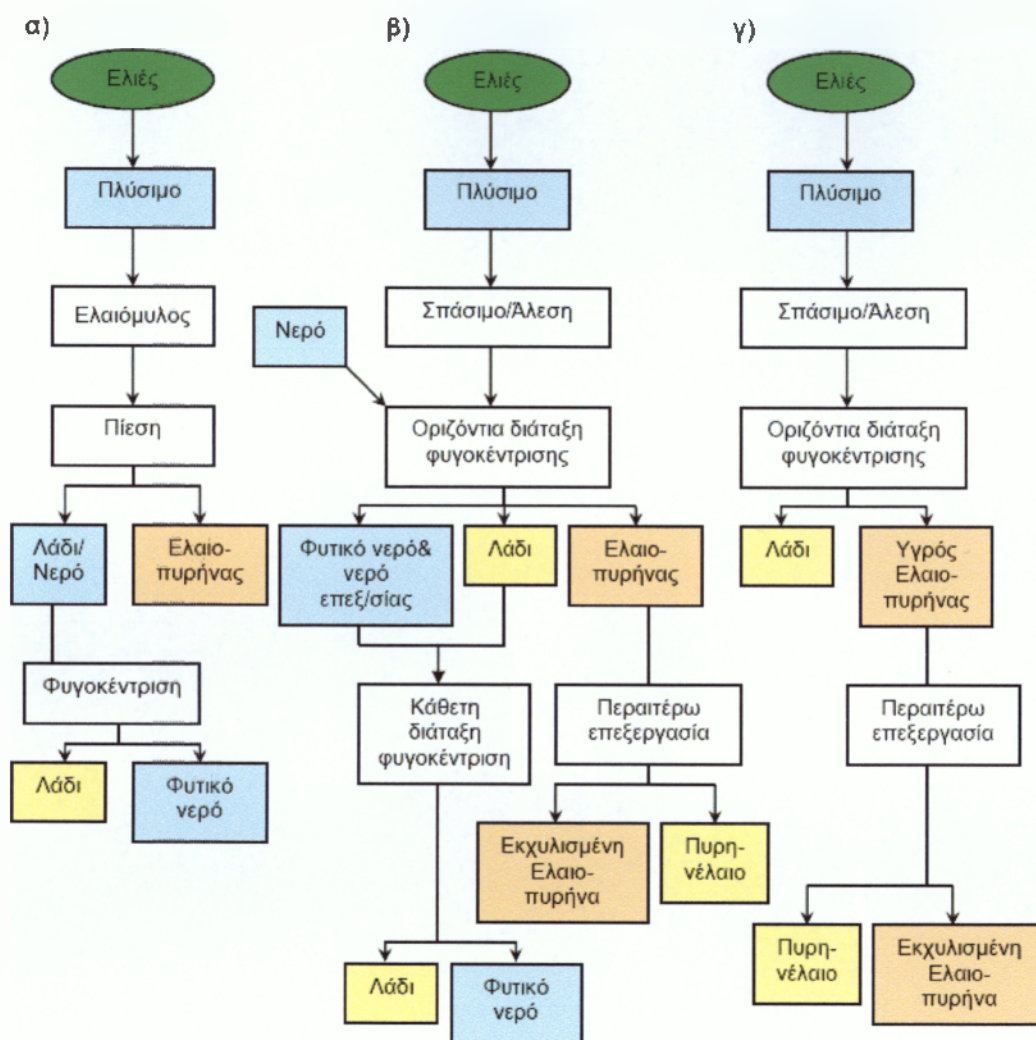 α)
Ελιές
Πλύσιμο
Ελαιόμυλος
Πίεση
Λάδι/
Νερό
Ελαιο-
πυρήνας
Φυγοκέντριση
Λάδι
Φυτικό
νερό
β)
Ελιές
Πλύσιμο
Σπάσιμο/Άλεση
Νερό
Οριζόντια διάταξη
φυγοκέντρισης
Φυτικό νερό&
νερό
επεξ/σίας
Λάδι
Ελαιο-
πυρήνας
Κάθετη
διάταξη
φυγοκέντριση
Περαιτέρω
επεξεργασία
Εκχυλισμένη
Ελαιο-
πυρήνα
Πυρη-
νέλαιο
Λάδι
Φυτικό
νερό
γ)
Ελιές
Πλύσιμο
Σπάσιμο/Άλεση
Οριζόντια διάταξη
φυγοκέντρισης
Λάδι
Υγρός
Ελαιο-
πυρήνας
Περαιτέρω
επεξεργασία
Πυρη-
νέλαιο
Εκχυλισμένη
Ελαιο-
πυρήνα